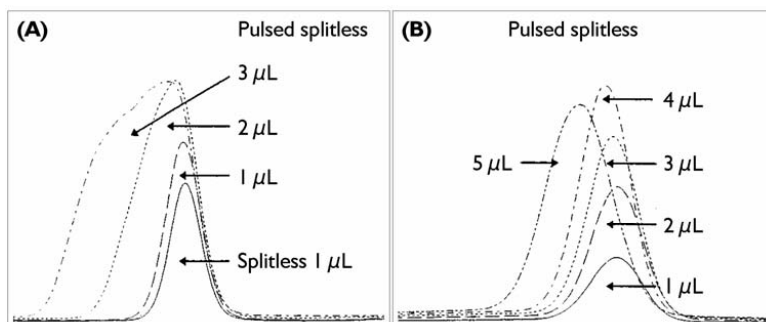 (A)
Pulsed splitless
3 µL
2 µL
1 µL
Splitless 1 µL
(B)
Pulsed splitless
4 µL
5 µL
3 µL
2 µL
1 µL